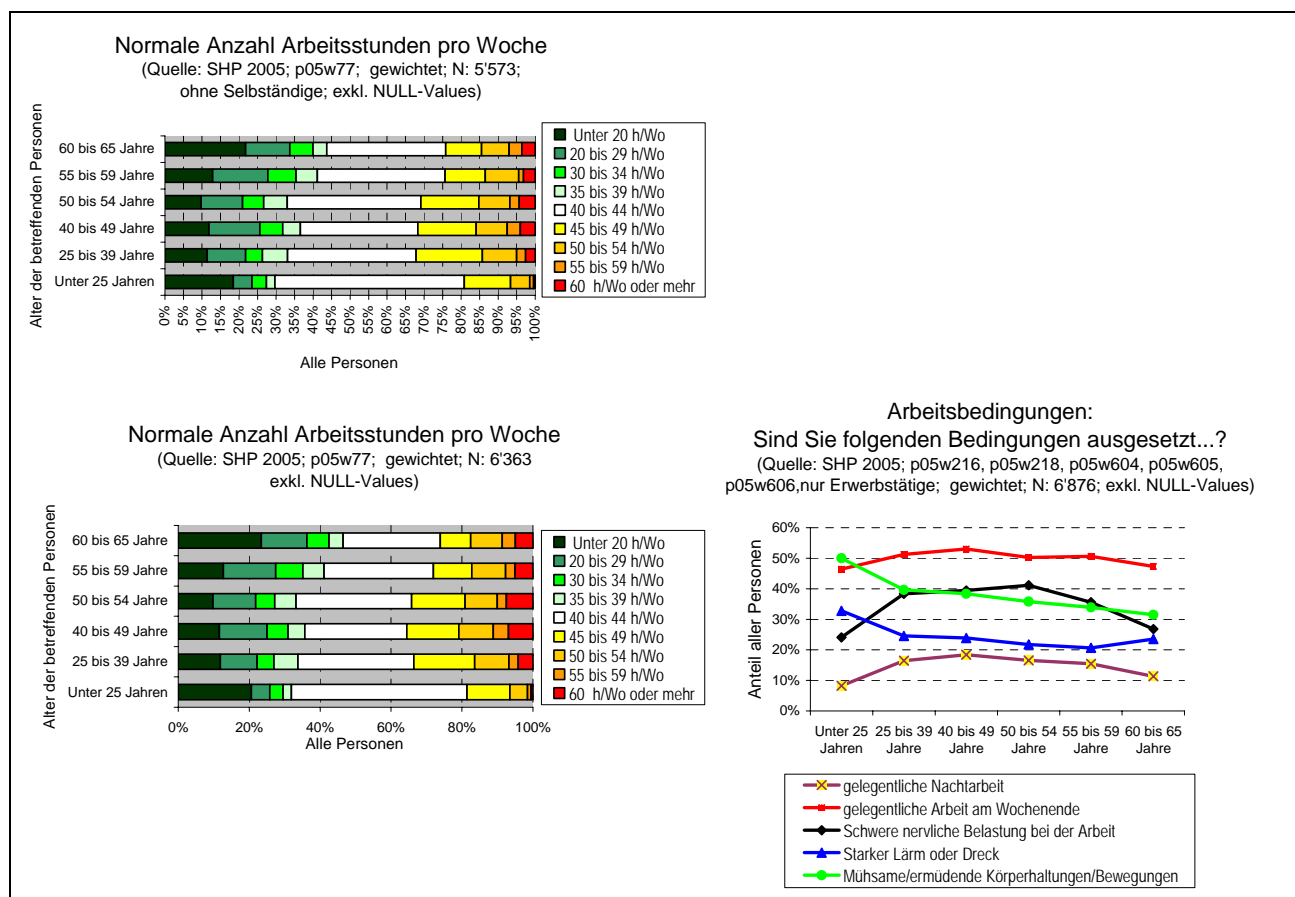 Normale Anzahl Arbeitsstunden pro Woche
(Quelle: SHP 2005; p05w77; gewichtet; N: 5'573;
ohne Selbständige; exkl. NULL-Values)
Alter der betreffenden Personen
60 bis 65 Jahre
55 bis 59 Jahre
50 bis 54 Jahre
40 bis 49 Jahre
25 bis 39 Jahre
Unter 25 Jahren
0% 5% 10% 15% 20% 25% 30% 35% 40% 45% 50% 55% 60% 65% 70% 75% 80% 85% 90% 95% 100%
Alle Personen
Unter 20 h/Wo
20 bis 29 h/Wo
30 bis 34 h/Wo
35 bis 39 h/Wo
40 bis 44 h/Wo
45 bis 49 h/Wo
50 bis 54 h/Wo
55 bis 59 h/Wo
60 h/Wo oder mehr
Normale Anzahl Arbeitsstunden pro Woche
(Quelle: SHP 2005; p05w77; gewichtet; N: 6'363
exkl. NULL-Values)
Alter der betreffenden Personen
60 bis 65 Jahre
55 bis 59 Jahre
50 bis 54 Jahre
40 bis 49 Jahre
25 bis 39 Jahre
Unter 25 Jahren
0% 20% 40% 60% 80% 100%
Alle Personen
Unter 20 h/Wo
20 bis 29 h/Wo
30 bis 34 h/Wo
35 bis 39 h/Wo
40 bis 44 h/Wo
45 bis 49 h/Wo
50 bis 54 h/Wo
55 bis 59 h/Wo
60 h/Wo oder mehr
Arbeitsbedingungen:
Sind Sie folgenden Bedingungen ausgesetzt...?
(Quelle: SHP 2005; p05w216, p05w218, p05w604, p05w605,
p05w606,nur Erwerbstätige; gewichtet; N: 6'876; exkl. NULL-Values)
Anteil aller Personen
60%
50%
40%
30%
20%
10%
0%
Unter 25 25 bis 39 40 bis 49 50 bis 54 55 bis 59 60 bis 65
Jahren Jahre Jahre Jahre Jahre Jahre
gelegentliche Nachtarbeit
gelegentliche Arbeit am Wochenende
Schwere nervliche Belastung bei der Arbeit
Starker Lärm oder Dreck
Mühsame/ermüdende Körperhaltungen/Bewegungen